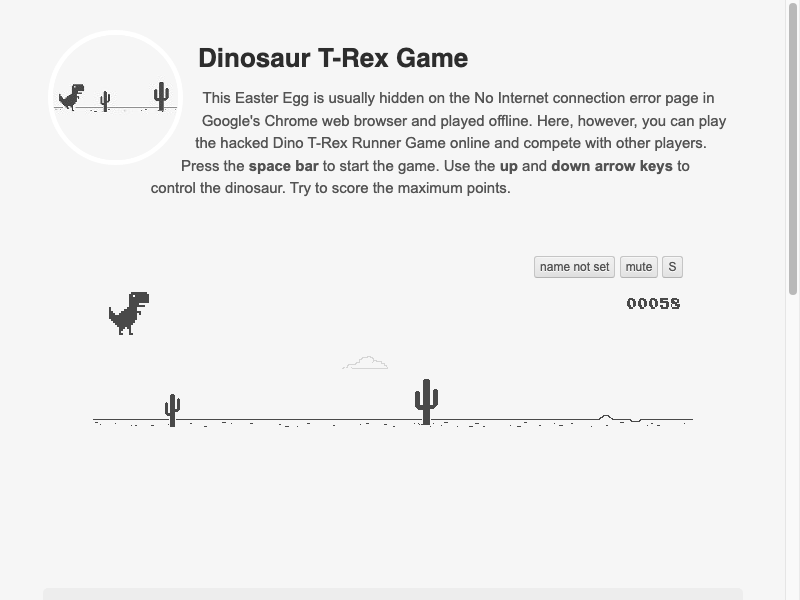 Dinosaur T-Rex Game
This Easter Egg is usually hidden on the No Internet connection error page in
Google's Chrome web browser and played offline. Here, however, you can play
the hacked Dino T-Rex Runner Game online and compete with other players.
Press the space bar to start the game. Use the up and down arrow keys to
control the dinosaur. Try to score the maximum points.
name not set mute S
00058